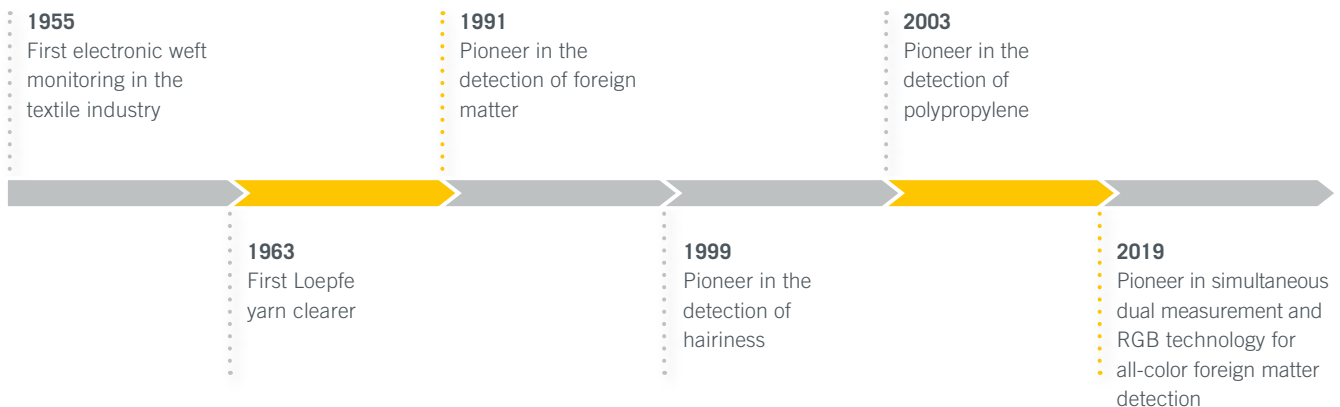 1955
First electronic weft
monitoring in the
textile industry
1991
Pioneer in the
detection of foreign
matter
2003
Pioneer in the
detection of
polypropylene
1963
First Loepfe
yarn clearer
1999
Pioneer in the
detection of
hairiness
2019
Pioneer in simultaneous
dual measurement and
RGB technology for
all-color foreign matter
detection